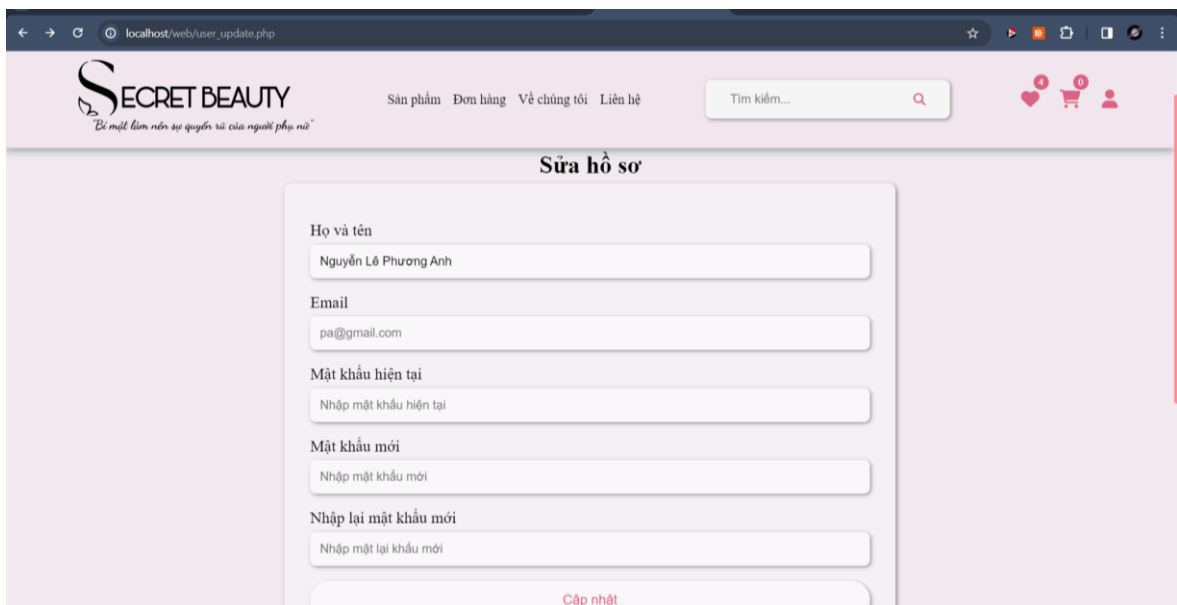 localhost/web/user_update.php
SECRET BEAUTY
"Bí mật làm nên sự quyến rũ của người phụ nữ"
Sản phẩm Đơn hàng Về chúng tôi Liên hệ
Tìm kiếm...
4
0
Sửa hồ sơ
Họ và tên
Nguyễn Lê Phương Anh
Email
pa@gmail.com
Mật khẩu hiện tại
Nhập mật khẩu hiện tại
Mật khẩu mới
Nhập mật khẩu mới
Nhập lại mật khẩu mới
Nhập mật lại khẩu mới
Cập nhật